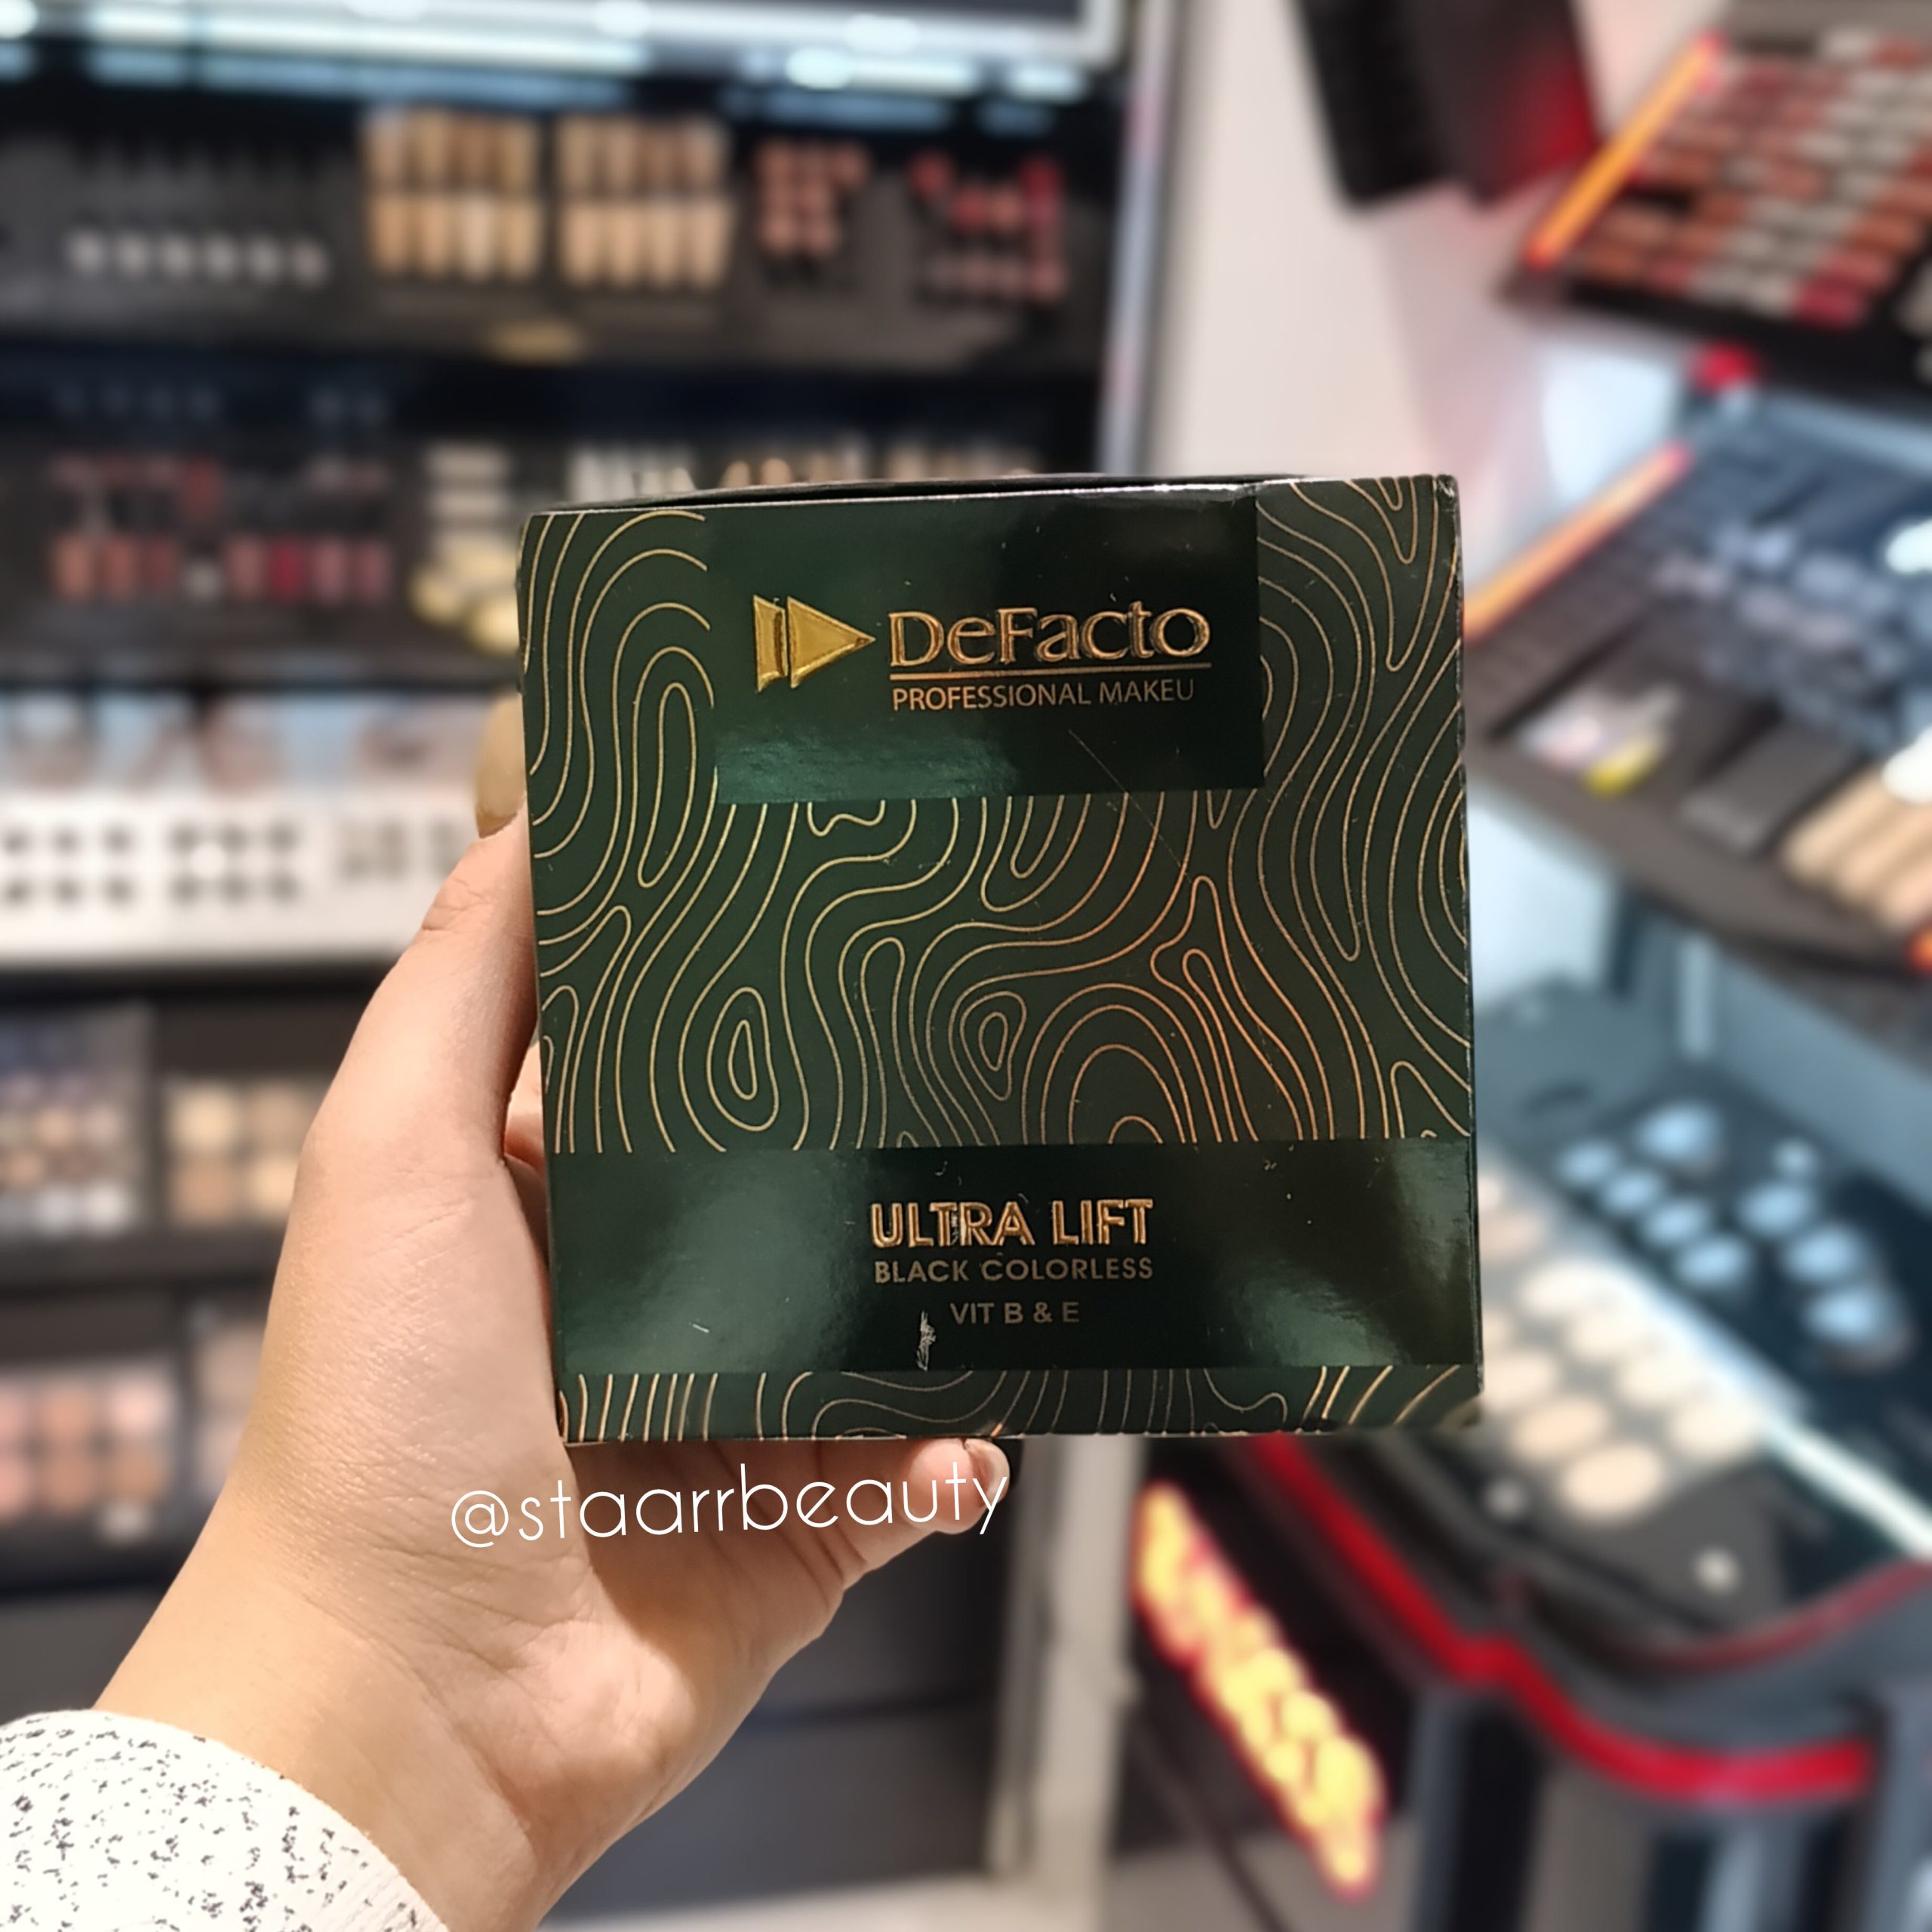 DeFacto
PROFESSIONAL MAKEU
ULTRA LIFT
BLACK COLORLESS
VIT B & E
@staarrbeauty